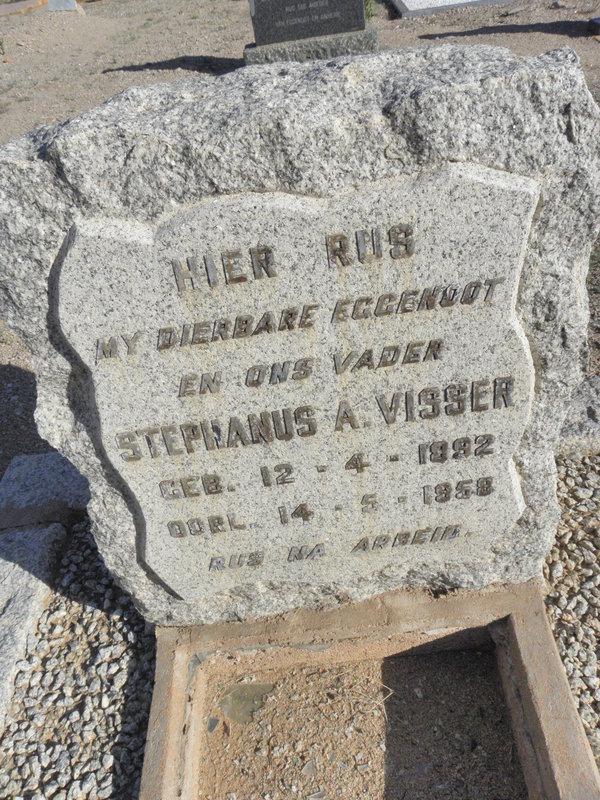 HIER RUS
MY DIERBARE EGGENOOT
EN ONS VADER
STEPHANUS A. VISSER
GEB. 12 - 4 - 1892
OORL. 14 - 5 - 1958
RUS NA ARBEID.